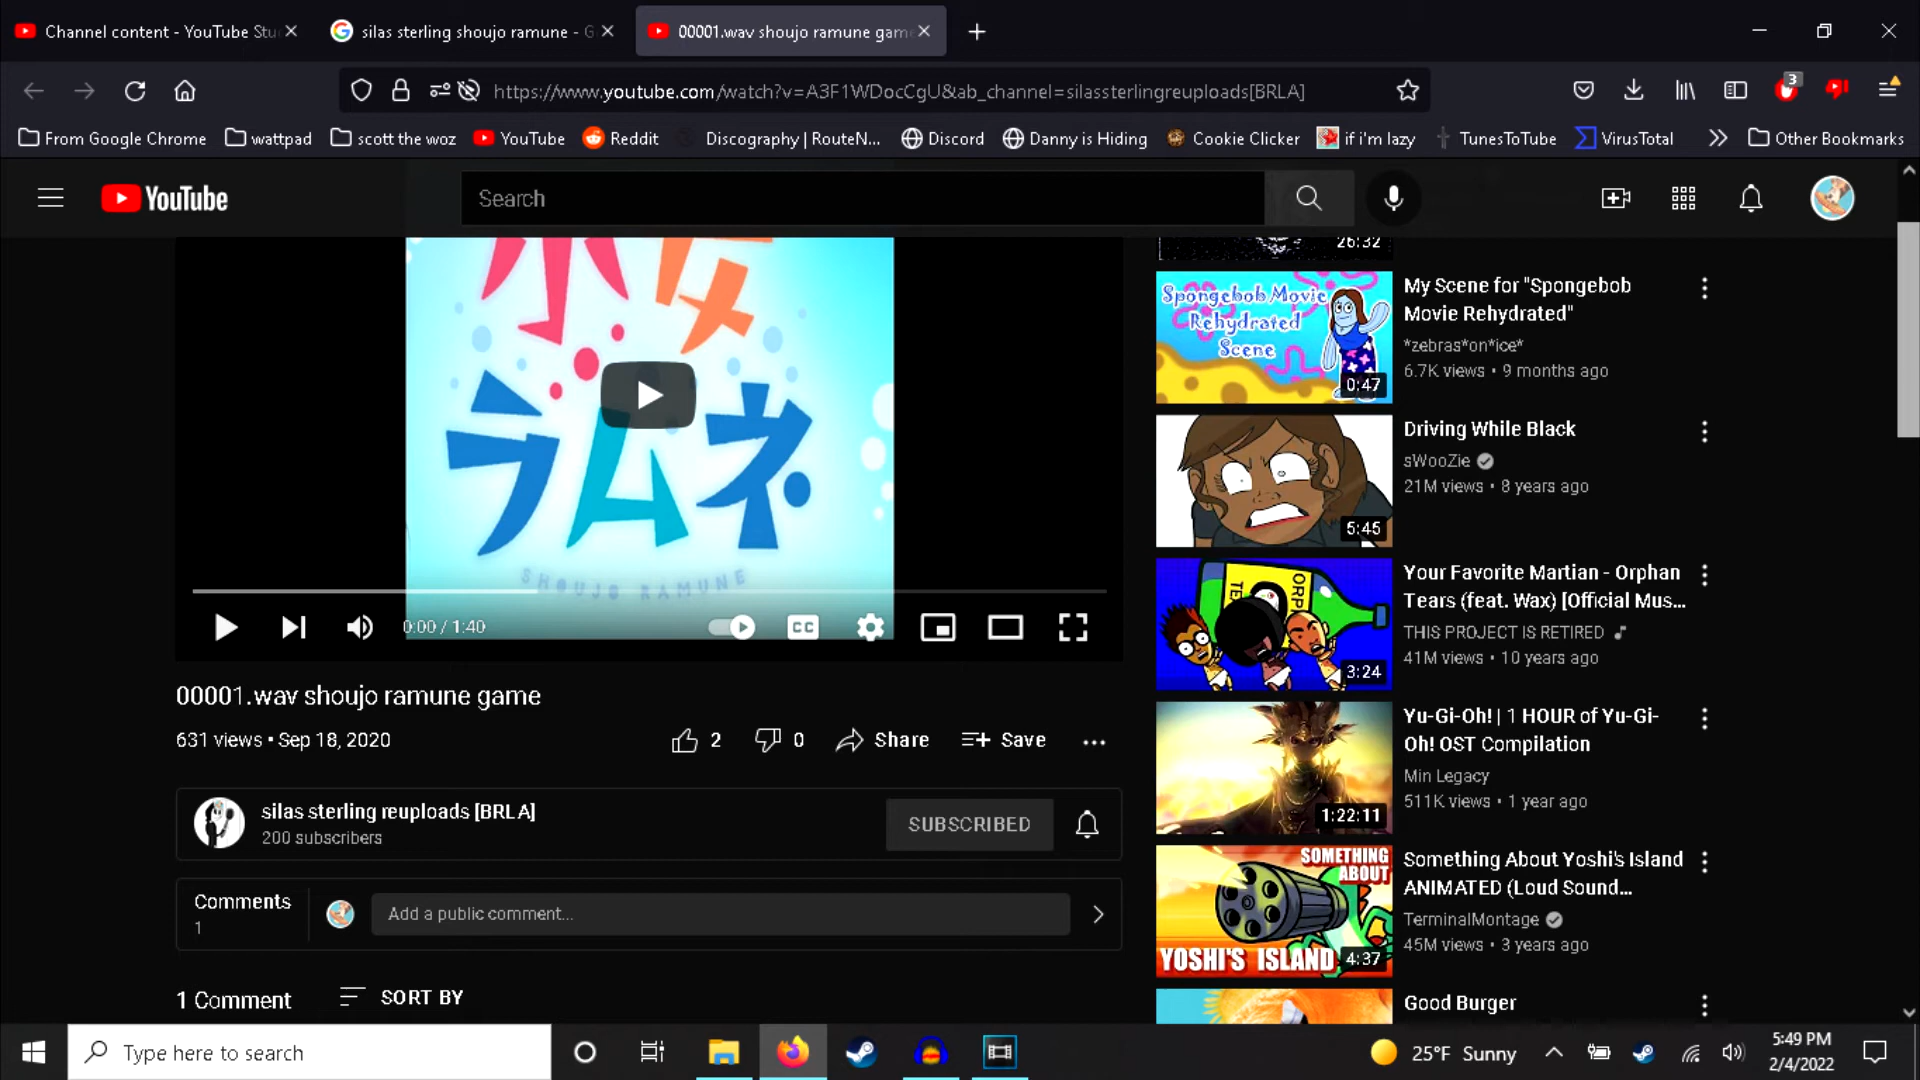 Channel content - YouTube Stu
silas sterling shoujo ramune - G
00001.wav shoujo ramune game
https://www.youtube.com/watch?v=A3F1WDocCgU&ab_channel=silassterlingreuploads[BRLA]
3
From Google Chrome
wattpad
scott the woz
YouTube
Reddit
Discography | RouteN...
Discord
Danny is Hiding
Cookie Clicker
if i'm lazy
TunesToTube
VirusTotal
Other Bookmarks
YouTube
Search
少女
ラムネ
SHOUJO RAMUNE
0:00 / 1:40
CC
00001.wav shoujo ramune game
631 views • Sep 18, 2020
2
0
Share
Save
silas sterling reuploads [BRLA]
200 subscribers
SUBSCRIBED
Comments
1
Add a public comment...
1 Comment
SORT BY
26:32
Spongebob Movie
Rehydrated
Scene
0:47
My Scene for "Spongebob
Movie Rehydrated"
*zebras*on*ice*
6.7K views • 9 months ago
5:45
Driving While Black
sWooZie
21M views • 8 years ago
3:24
Your Favorite Martian - Orphan
Tears (feat. Wax) [Official Mus...
THIS PROJECT IS RETIRED
41M views • 10 years ago
1:22:11
Yu-Gi-Oh! | 1 HOUR of Yu-Gi-
Oh! OST Compilation
Min Legacy
511K views • 1 year ago
SOMETHING
ABOUT
YOSHI'S ISLAND
4:37
Something About Yoshi's Island
ANIMATED (Loud Sound...
TerminalMontage
45M views • 3 years ago
Good Burger
Type here to search
25°F Sunny
5:49 PM
2/4/2022